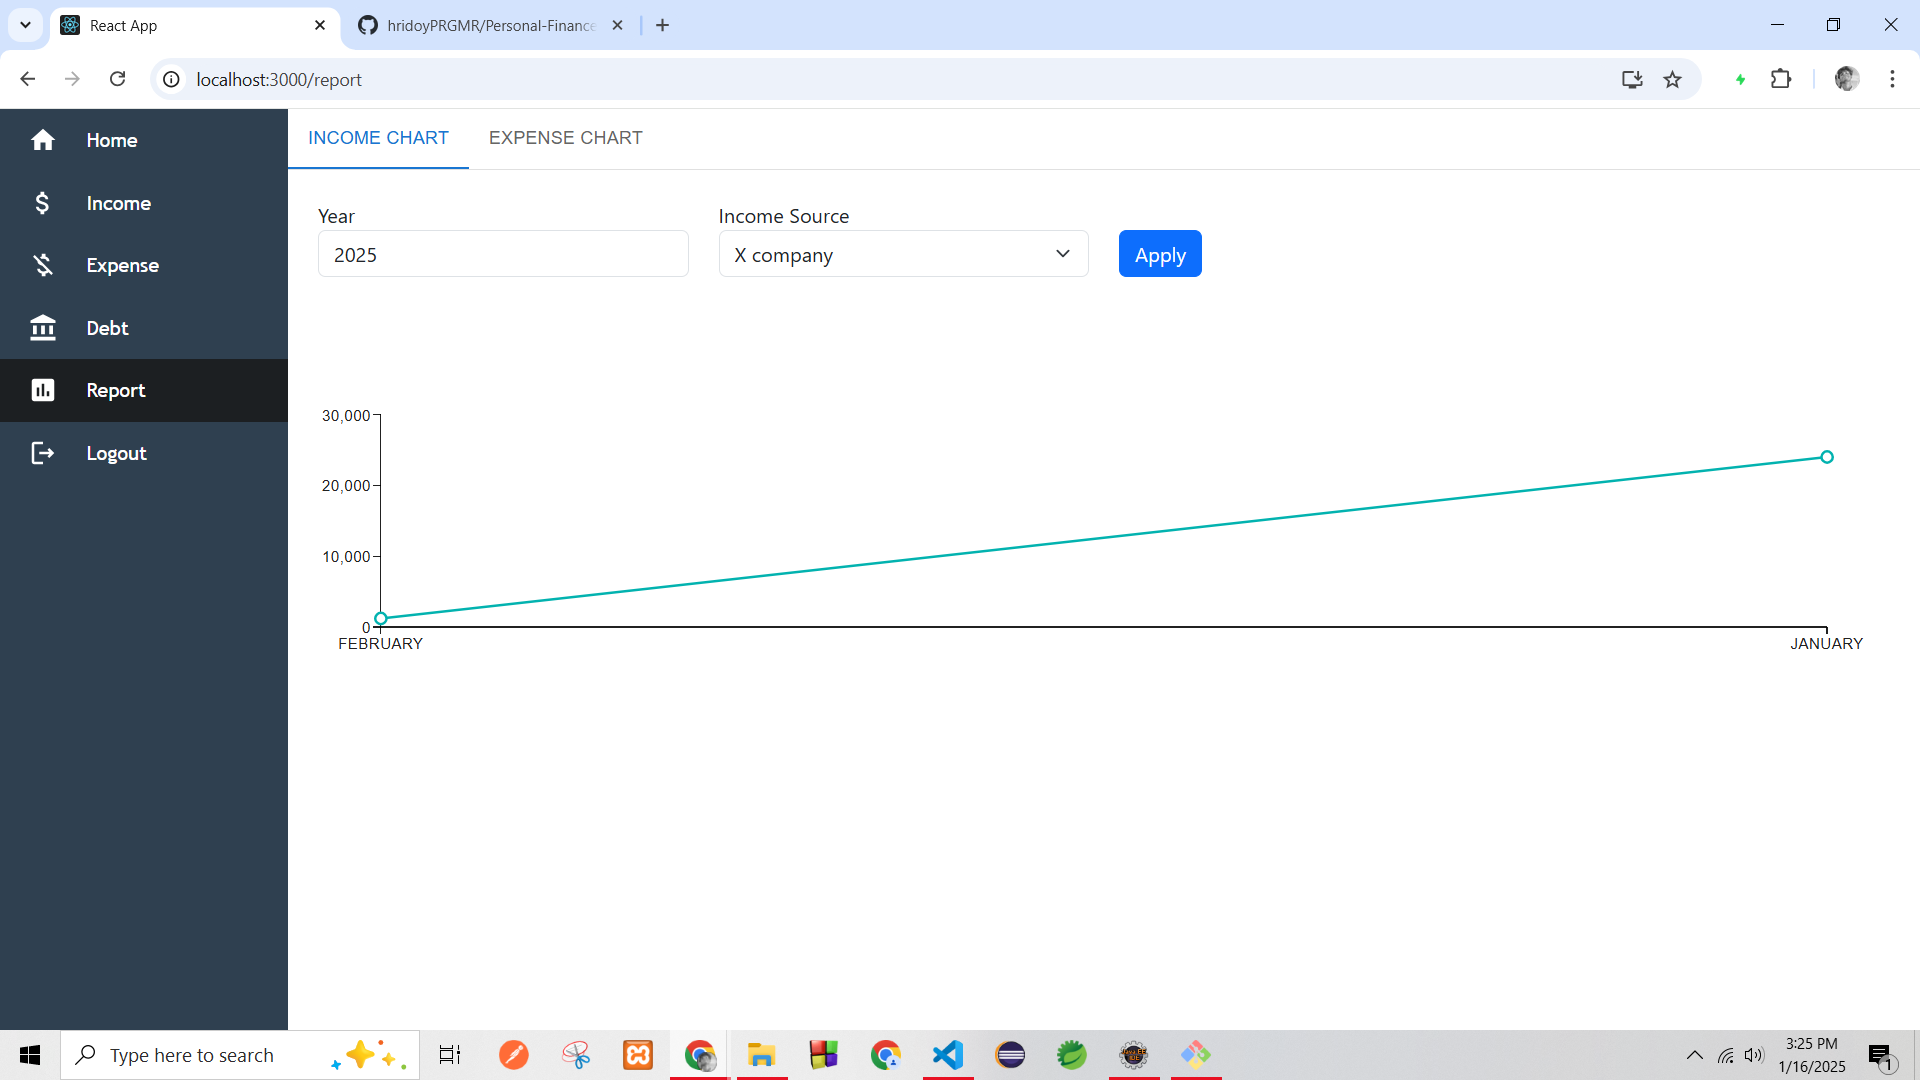 React App
hridoyPRGMR/Personal-Finance
localhost:3000/report
Home
Income
Expense
Debt
Report
Logout
INCOME CHART EXPENSE CHART
Year Income Source
2025 X company Apply
30,000
20,000
10,000
0
FEBRUARY JANUARY
Type here to search
3:25 PM
1/16/2025
1